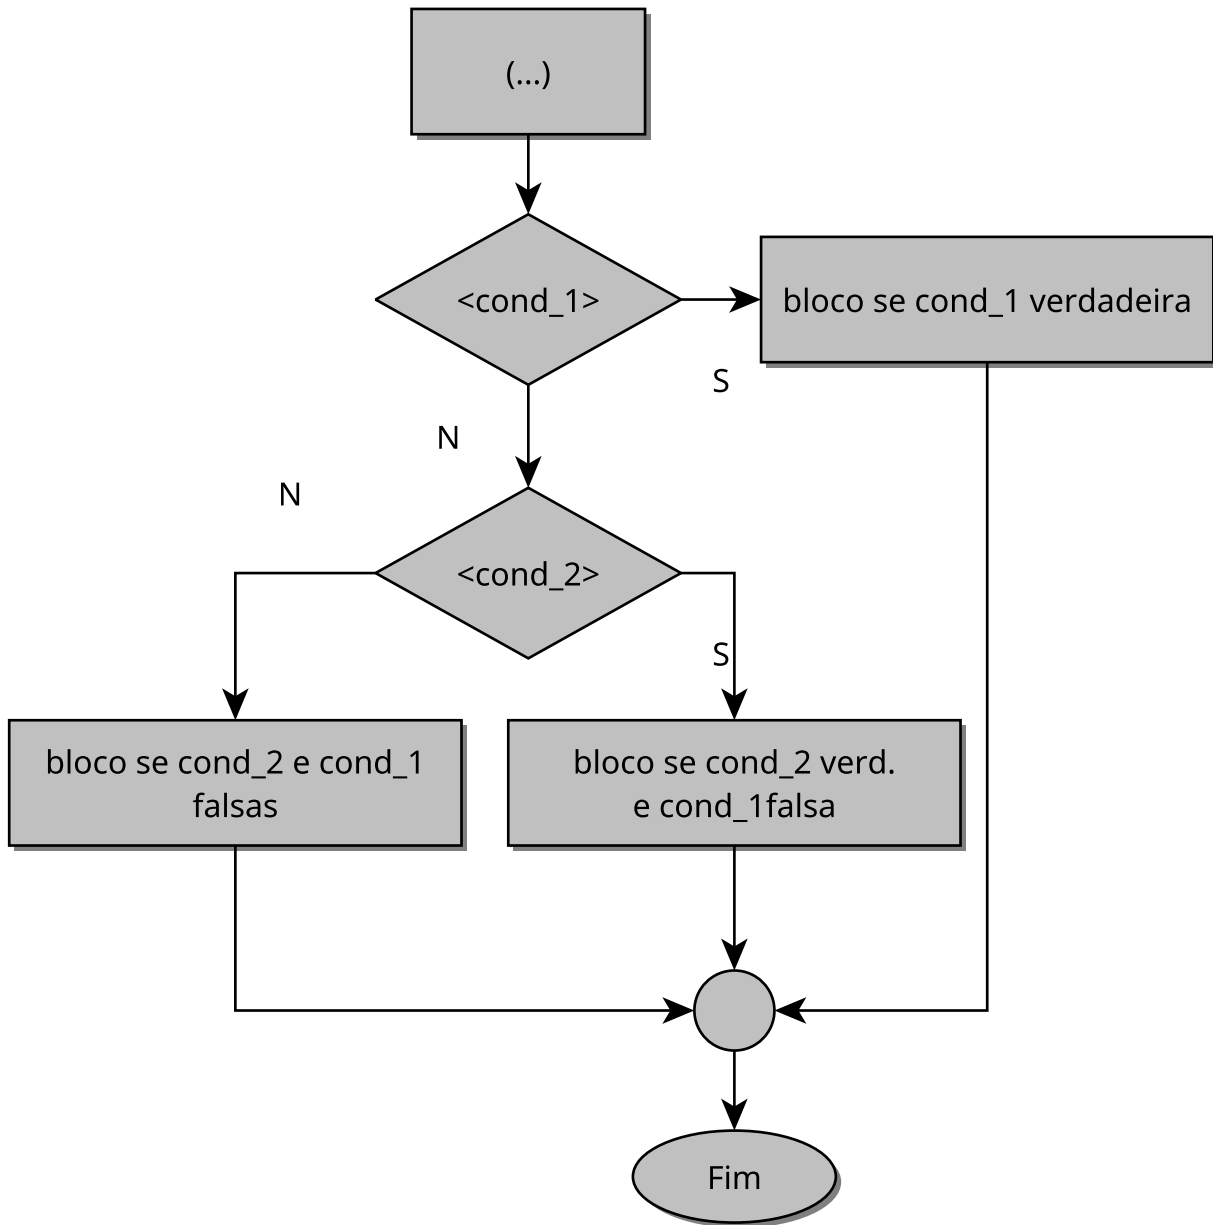 (...)
<cond_1>
bloco se cond_1 verdadeira
S
N
N
<cond_2>
S
bloco se cond_2 e cond_1
falsas
bloco se cond_2 verd.
e cond_1falsa
Fim